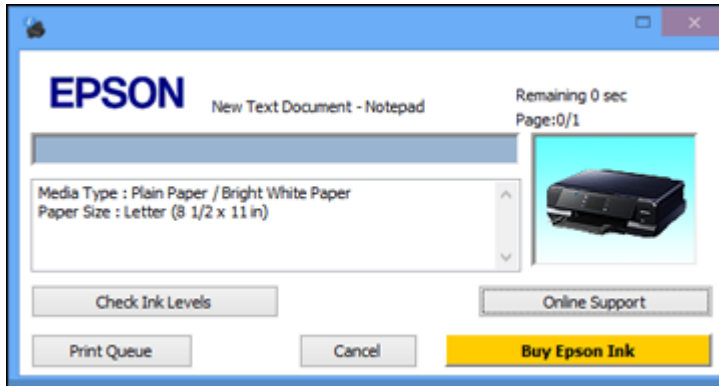 EPSON
New Text Document - Notepad
Remaining 0 sec
Page:0/1
Media Type : Plain Paper / Bright White Paper
Paper Size : Letter (8 1/2 x 11 in)
Check Ink Levels
Online Support
Print Queue
Cancel
Buy Epson Ink